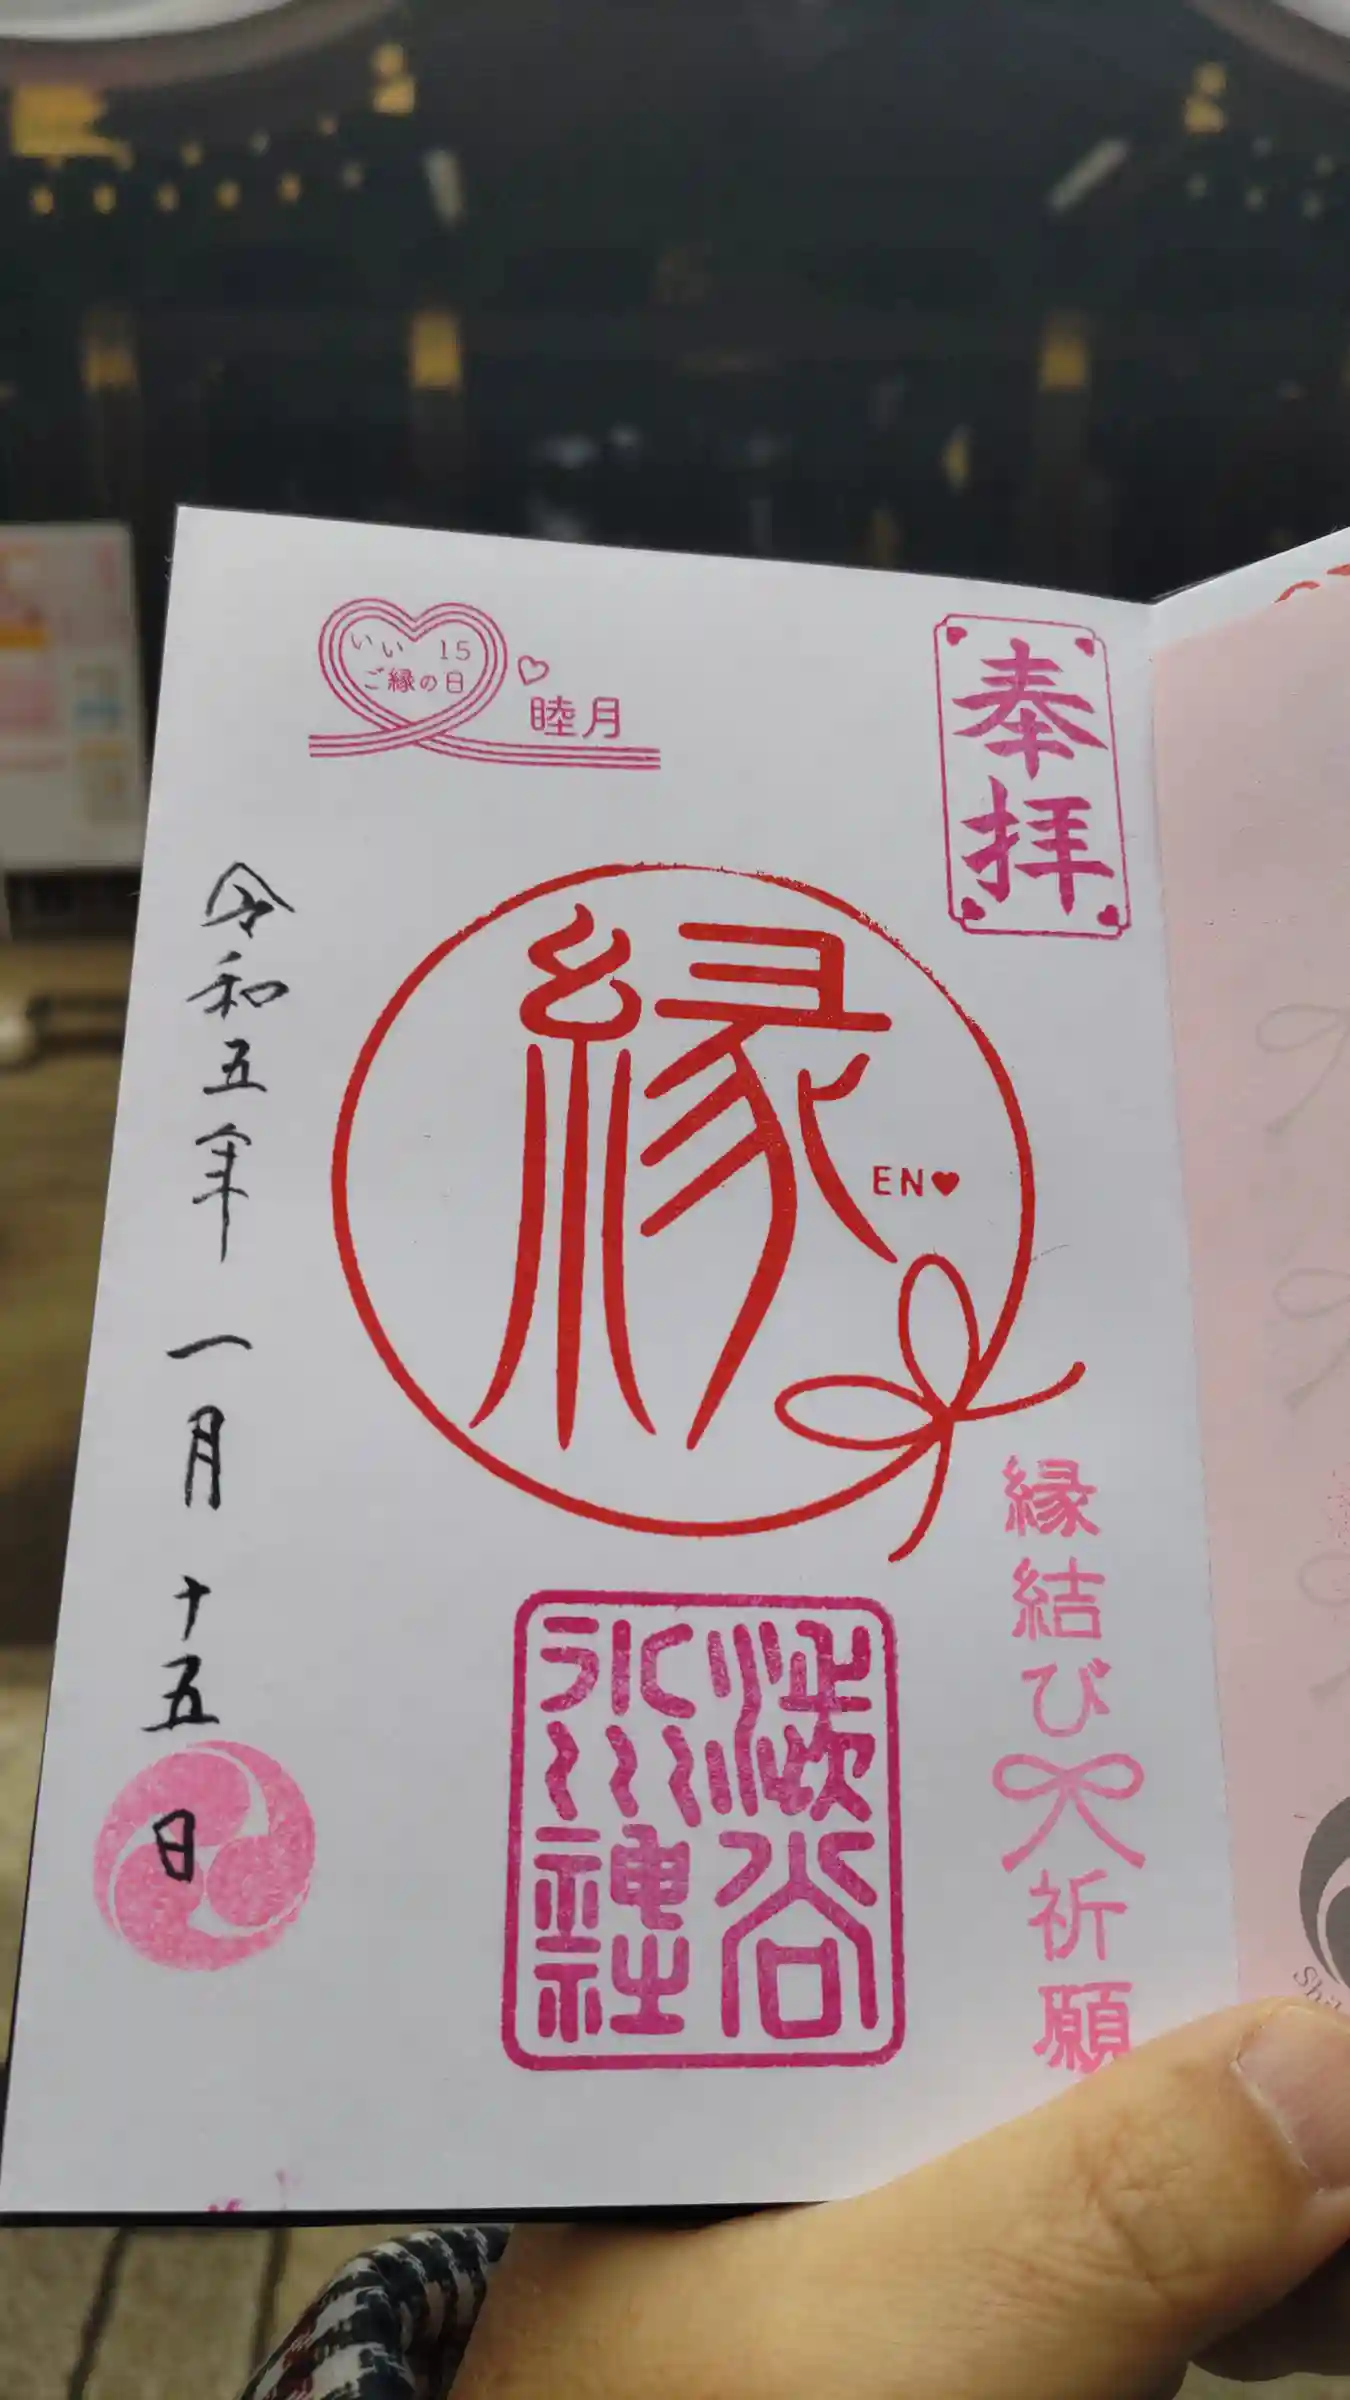 奉拝
いい 15
ご縁の日
睦月
縁
EN♥
縁結び祈願
渋谷
氷川
神社
令和五年 一月 十五日